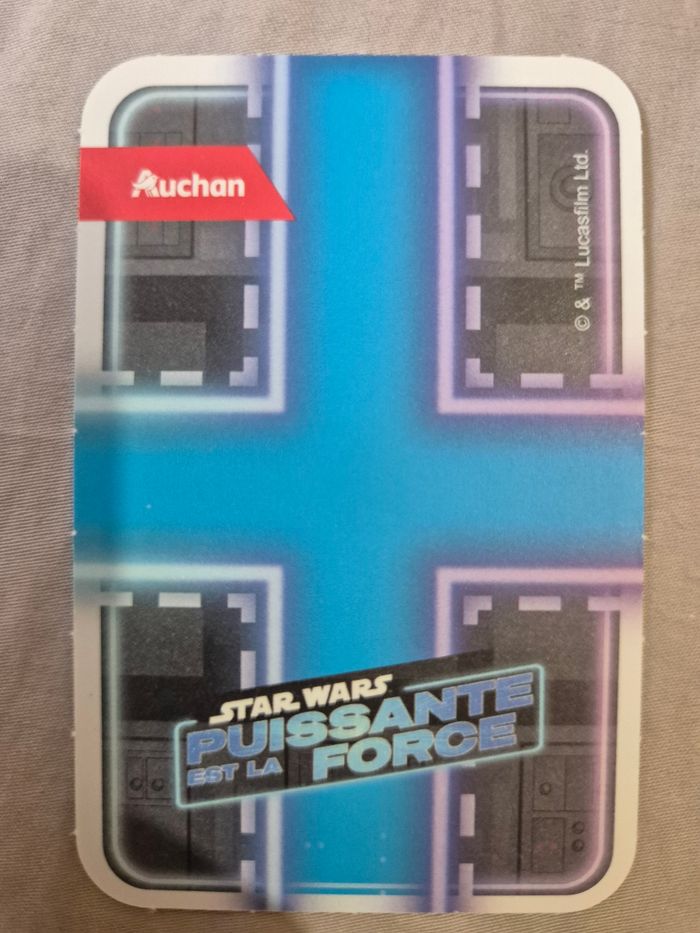 Auchan
© & ™ Lucasfilm Ltd.
STAR WARS
PUISSANTE
EST LA FORCE